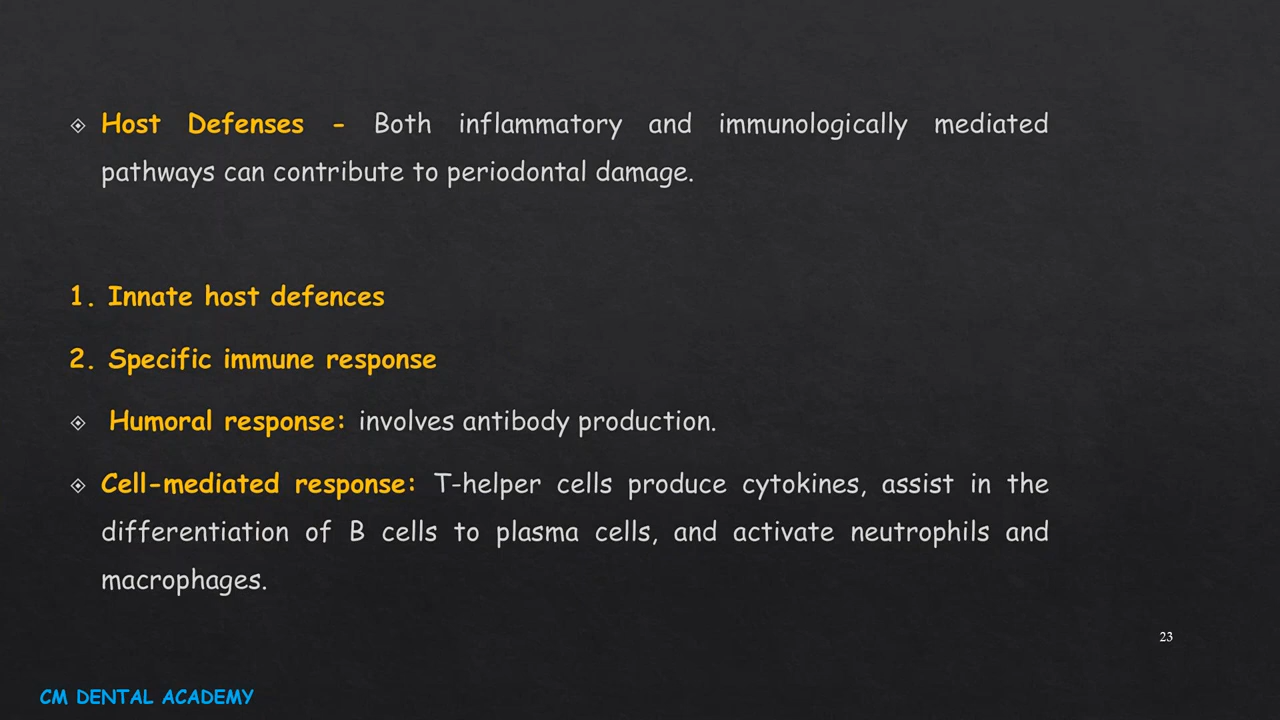 Host Defenses - Both inflammatory and immunologically mediated
pathways can contribute to periodontal damage.
1. Innate host defences
2. Specific immune response
Humoral response: involves antibody production.
Cell-mediated response: T-helper cells produce cytokines, assist in the
differentiation of B cells to plasma cells, and activate neutrophils and
macrophages.
23
CM DENTAL ACADEMY